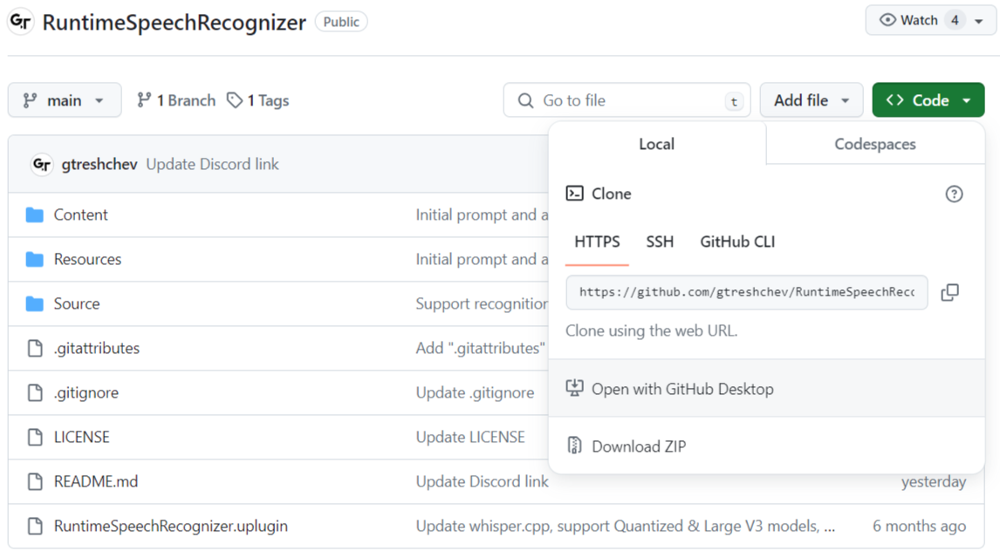 Gr RuntimeSpeechRecognizer Public Watch 4
main 1 Branch 1 Tags Go to file t Add file Code
Local Codespaces
Gr gtreshchev Update Discord link
Clone
Content Initial prompt and a
HTTPS SSH GitHub CLI
Resources Initial prompt and a
https://github.com/gtreshchev/RuntimeSpeechRec
Source Support recognition
Clone using the web URL.
.gitattributes Add ".gitattributes"
.gitignore Update .gitignore
Open with GitHub Desktop
LICENSE Update LICENSE
Download ZIP
README.md Update Discord link yesterday
RuntimeSpeechRecognizer.uplugin Update whisper.cpp, support Quantized & Large V3 models, ... 6 months ago